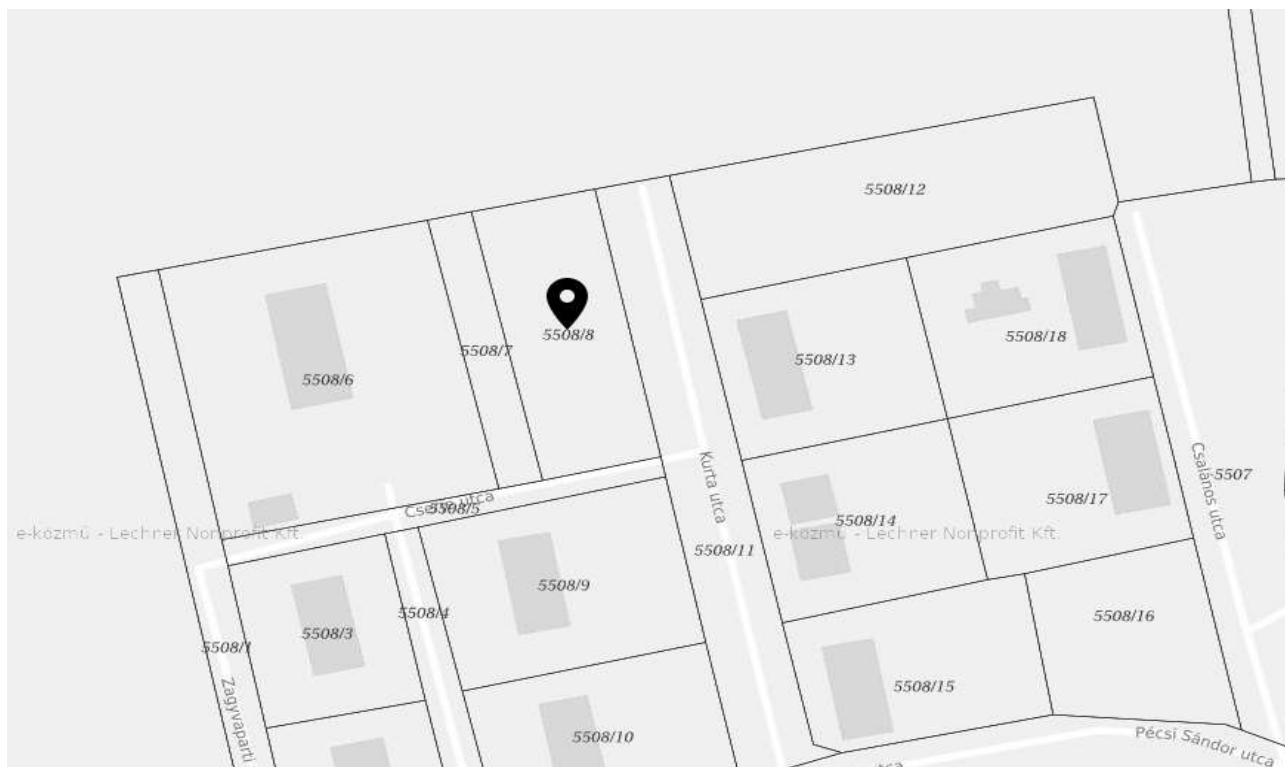 5508/12
5508/7
5508/8
5508/18
5508/13
5508/6
Kurta utca
Csalános utca
5507
5508/17
5508/5
5508/14
e-közmű - Lechner Nonprofit Kft.
e-közmű - Lechner Nonprofit Kft.
5508/11
5508/9
5508/4
5508/16
5508/3
5508/1
Zagyvaparti
5508/15
5508/10
Pécsi Sándor utca
utca